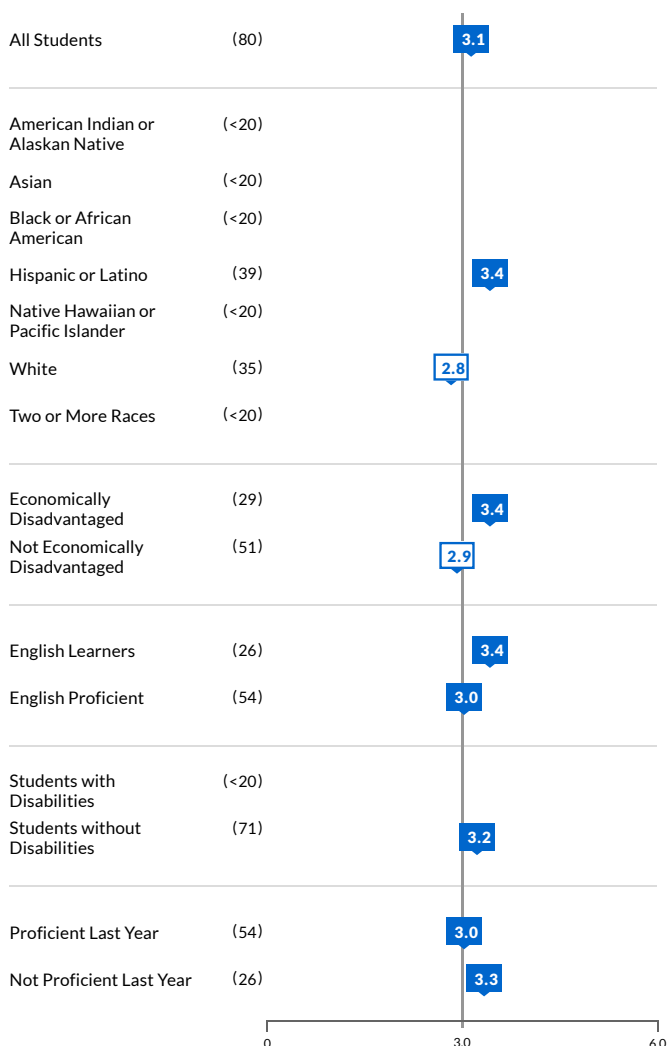 All Students (80) 3.1
American Indian or (<20)
Alaskan Native
Asian (<20)
Black or African (<20)
American
Hispanic or Latino (39) 3.4
Native Hawaiian or (<20)
Pacific Islander
White (35) 2.8
Two or More Races (<20)
Economically (29) 3.4
Disadvantaged
Not Economically (51) 2.9
Disadvantaged
English Learners (26) 3.4
English Proficient (54) 3.0
Students with (<20)
Disabilities
Students without (71) 3.2
Disabilities
Proficient Last Year (54) 3.0
Not Proficient Last Year (26) 3.3
0 3.0 6.0